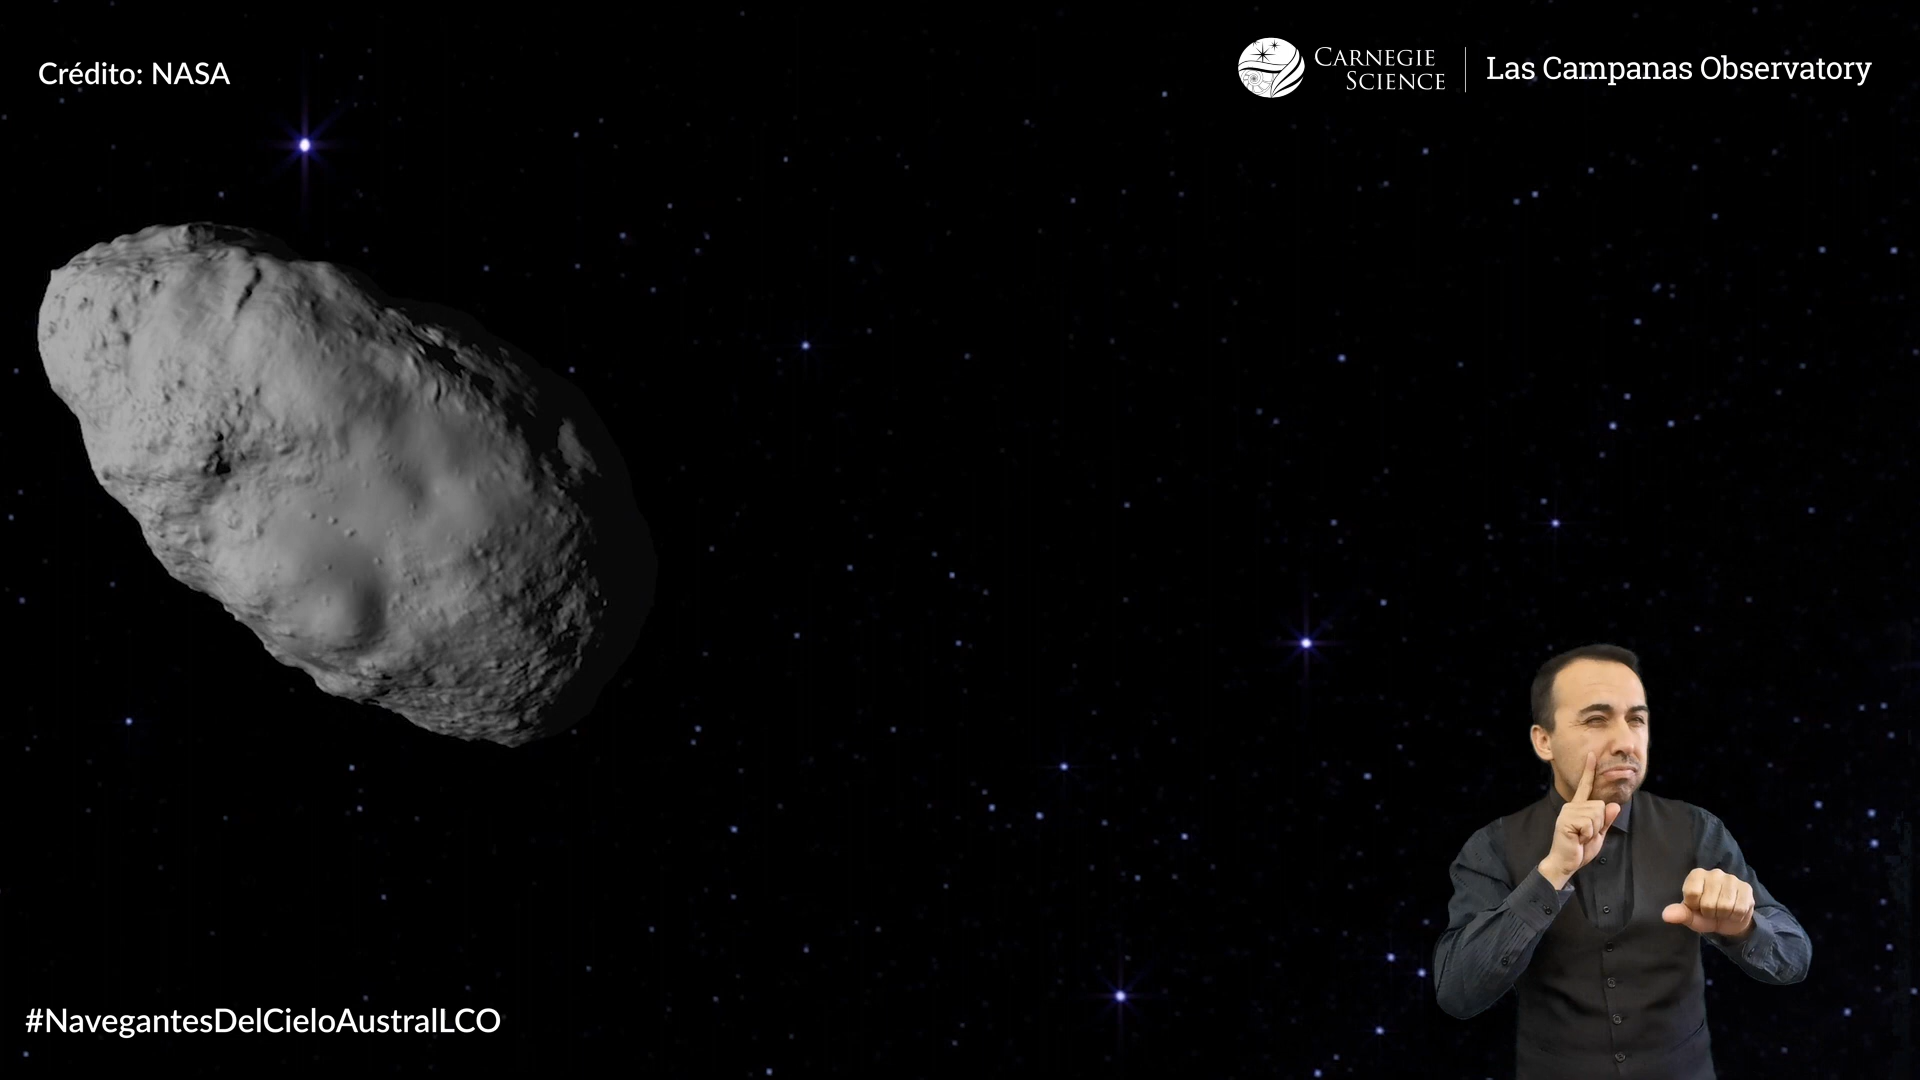 Crédito: NASA
CARNEGIE
SCIENCE
Las Campanas Observatory
#NavegantesDelCieloAustralLCO